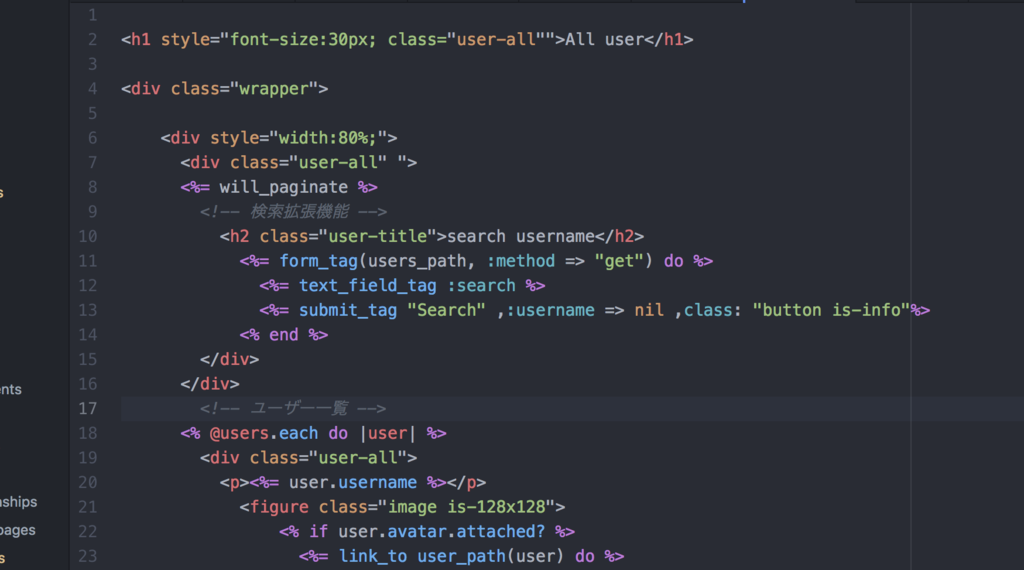 1
2 <h1 style="font-size:30px; class="user-all"">All user</h1>
3
4 <div class="wrapper">
5
6 <div style="width:80%;">
7 <div class="user-all" ">
8 <%= will_paginate %>
s
9 <!-- 検索拡張機能 -->
10 <h2 class="user-title">search username</h2>
11 <%= form_tag(users_path, :method => "get") do %>
12 <%= text_field_tag :search %>
13 <%= submit_tag "Search" ,:username => nil ,class: "button is-info"%>
14 <% end %>
15 </div>
16 </div>
ents
17 <!-- ユーザー一覧 -->
18 <% @users.each do |user| %>
19 <div class="user-all">
20 <p><%= user.username %></p>
nships
21 <figure class="image is-128x128">
22 <% if user.avatar.attached? %>
pages
23 <%= link_to user_path(user) do %>
s